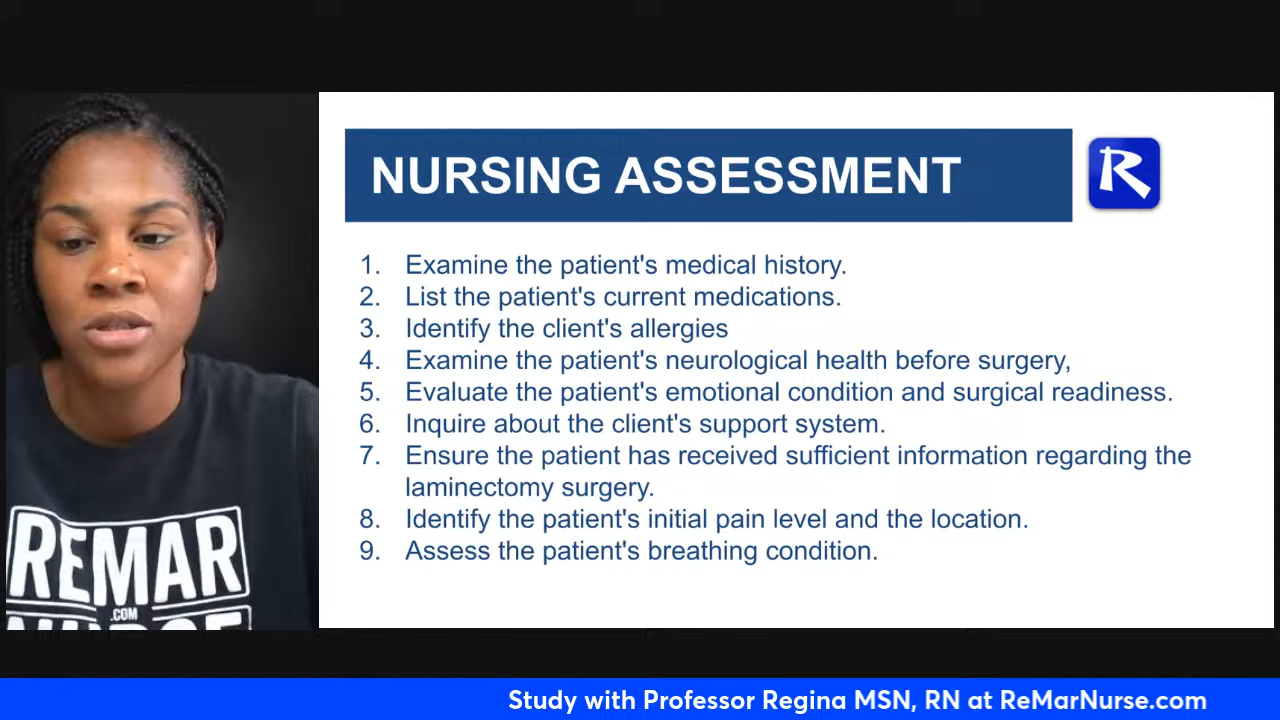 NURSING ASSESSMENT
R
1. Examine the patient's medical history.
2. List the patient's current medications.
3. Identify the client's allergies
4. Examine the patient's neurological health before surgery,
5. Evaluate the patient's emotional condition and surgical readiness.
6. Inquire about the client's support system.
7. Ensure the patient has received sufficient information regarding the
laminectomy surgery.
8. Identify the patient's initial pain level and the location.
9. Assess the patient's breathing condition.
REMAR
.COM
NURSE
Study with Professor Regina MSN, RN at ReMarNurse.com